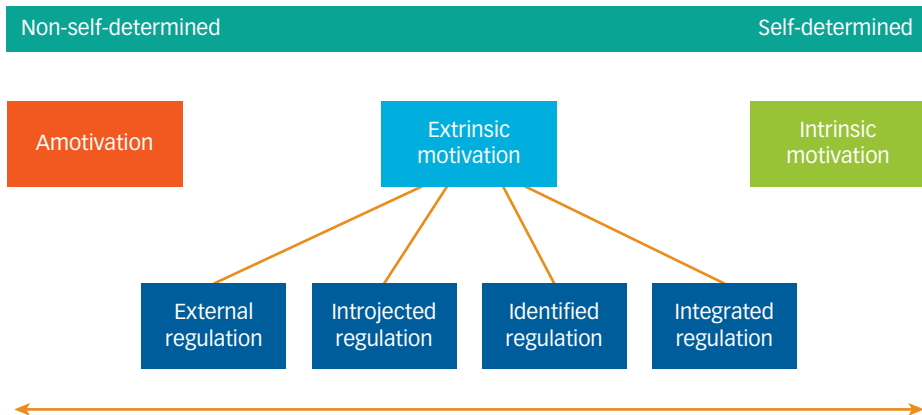 Non-self-determined
Self-determined
Amotivation
Extrinsic
motivation
Intrinsic
motivation
External
regulation
Introjected
regulation
Identified
regulation
Integrated
regulation